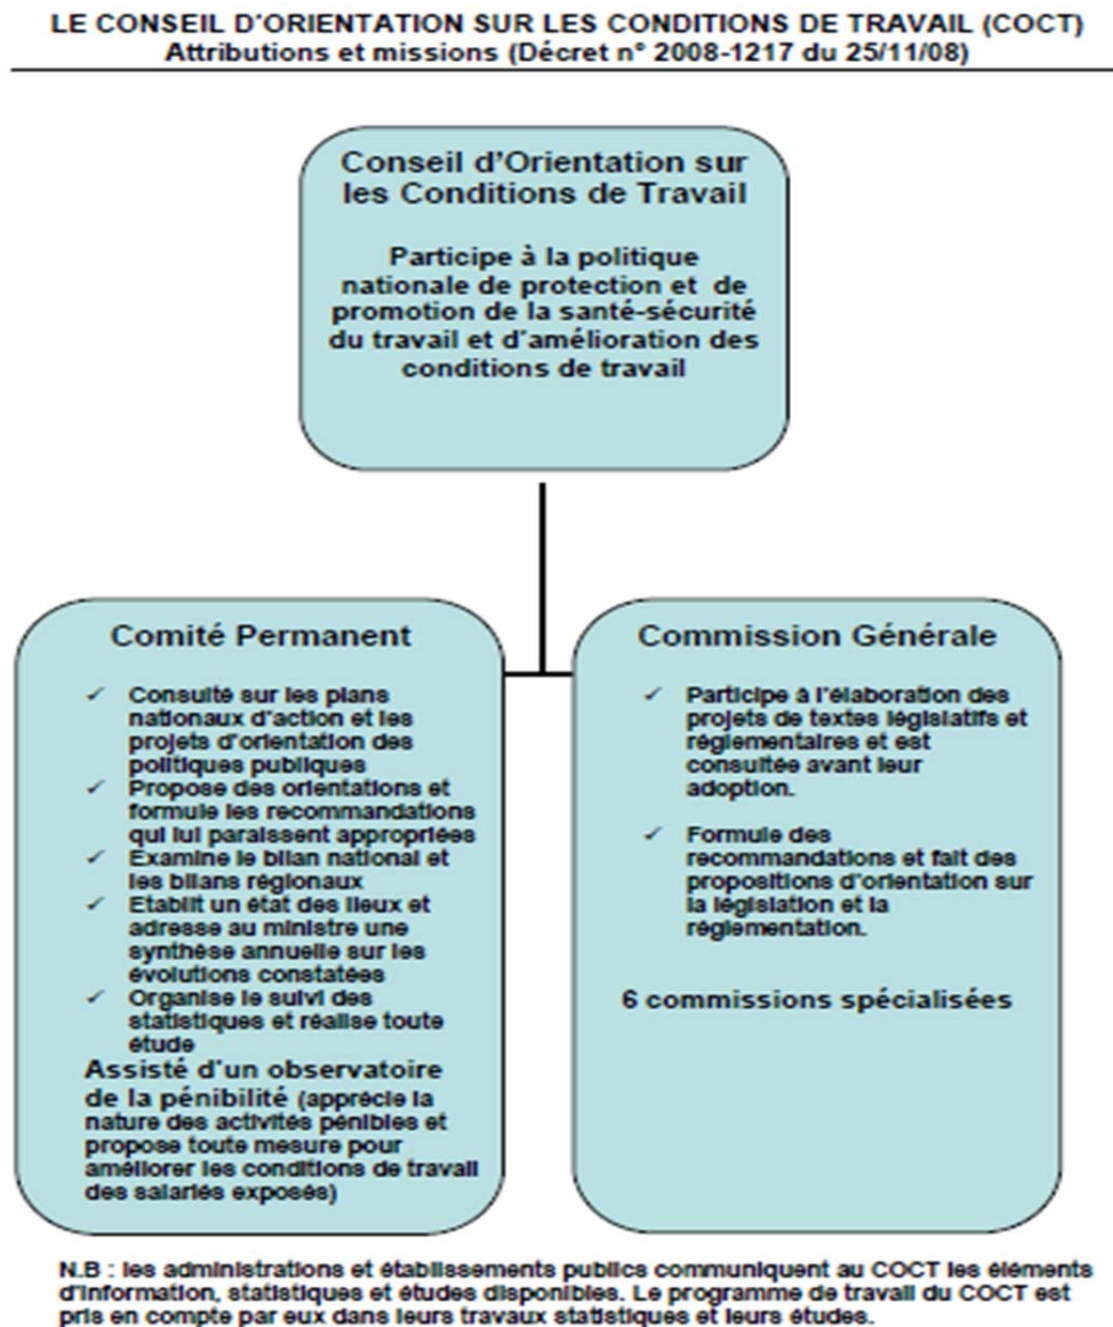 LE CONSEIL D'ORIENTATION SUR LES CONDITIONS DE TRAVAIL (COCT)
Attributions et missions (Décret n° 2008-1217 du 25/11/08)
Conseil d'Orientation sur
les Conditions de Travail
Participe à la politique
nationale de protection et de
promotion de la santé-sécurité
du travail et d'amélioration des
conditions de travail
Comité Permanent
✓ Consulté sur les plans
nationaux d'action et les
projets d'orientation des
politiques publiques
✓ Propose des orientations et
formule les recommandations
qui lui paraissent appropriées
✓ Examine le bilan national et
les bilans régionaux
✓ Etablit un état des lieux et
adresse au ministre une
synthèse annuelle sur les
évolutions constatées
✓ Organise le suivi des
statistiques et réalise toute
étude
Assisté d'un observatoire
de la pénibilité (apprécie la
nature des activités pénibles et
propose toute mesure pour
améliorer les conditions de travail
des salariés exposés)
Commission Générale
✓ Participe à l'élaboration des
projets de textes législatifs et
réglementaires et est
consultée avant leur
adoption.
✓ Formule des
recommandations et fait des
propositions d'orientation sur
la législation et la
réglementation.
6 commissions spécialisées
N.B : les administrations et établissements publics communiquent au COCT les éléments
d'information, statistiques et études disponibles. Le programme de travail du COCT est
pris en compte par eux dans leurs travaux statistiques et leurs études.